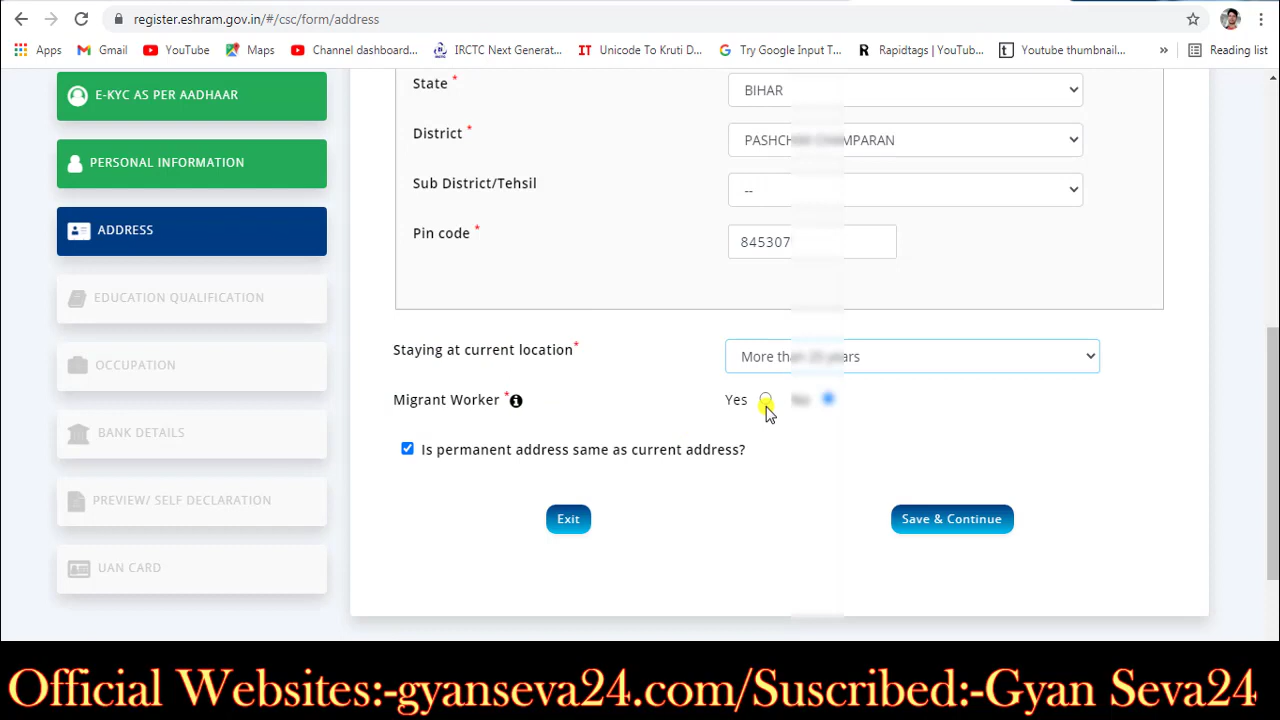 register.eshram.gov.in/#/csc/form/address
Apps Gmail YouTube Maps Channel dashboard... IRCTC Next Generat... IT Unicode To Kruti D... Try Google Input T... R Rapidtags | YouTub... t Youtube thumbnail... » Reading list
E-KYC AS PER AADHAAR
State * BIHAR
District *
PERSONAL INFORMATION
Sub District/Tehsil --
ADDRESS
Pin code * 845307
EDUCATION QUALIFICATION
Staying at current location* More than years
OCCUPATION
Migrant Worker * Yes
BANK DETAILS
Is permanent address same as current address?
PREVIEW/ SELF DECLARATION
Exit Save & Continue
UAN CARD
Official Websites:-gyanseva24.com/Suscribed:-Gyan Seva24